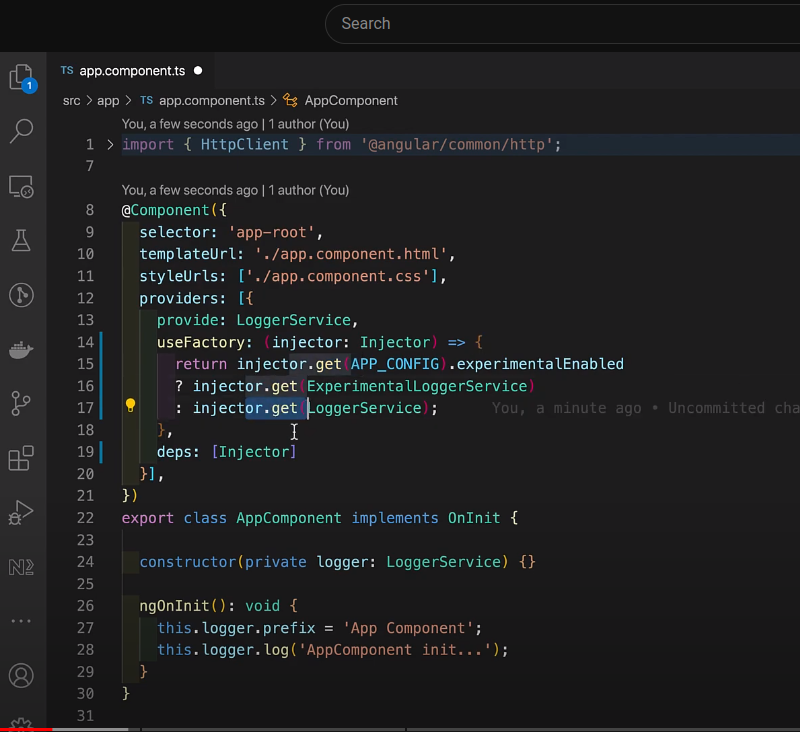 Search
TS app.component.ts
1
src > app > TS app.component.ts > AppComponent
You, a few seconds ago | 1 author (You)
1 > import { HttpClient } from '@angular/common/http';
7
You, a few seconds ago | 1 author (You)
8 @Component({
9 selector: 'app-root',
10 templateUrl: './app.component.html',
11 styleUrls: ['./app.component.css'],
12 providers: [{
13 provide: LoggerService,
14 useFactory: (injector: Injector) => {
15 return injector.get(APP_CONFIG).experimentalEnabled
16 ? injector.get(ExperimentalLoggerService)
17 : injector.get(LoggerService); You, a minute ago • Uncommitted cha
18 },
19 deps: [Injector]
20 }],
21 })
22 export class AppComponent implements OnInit {
23
24 constructor(private logger: LoggerService) {}
25
26 ngOnInit(): void {
27 this.logger.prefix = 'App Component';
28 this.logger.log('AppComponent init...');
29 }
30 }
31